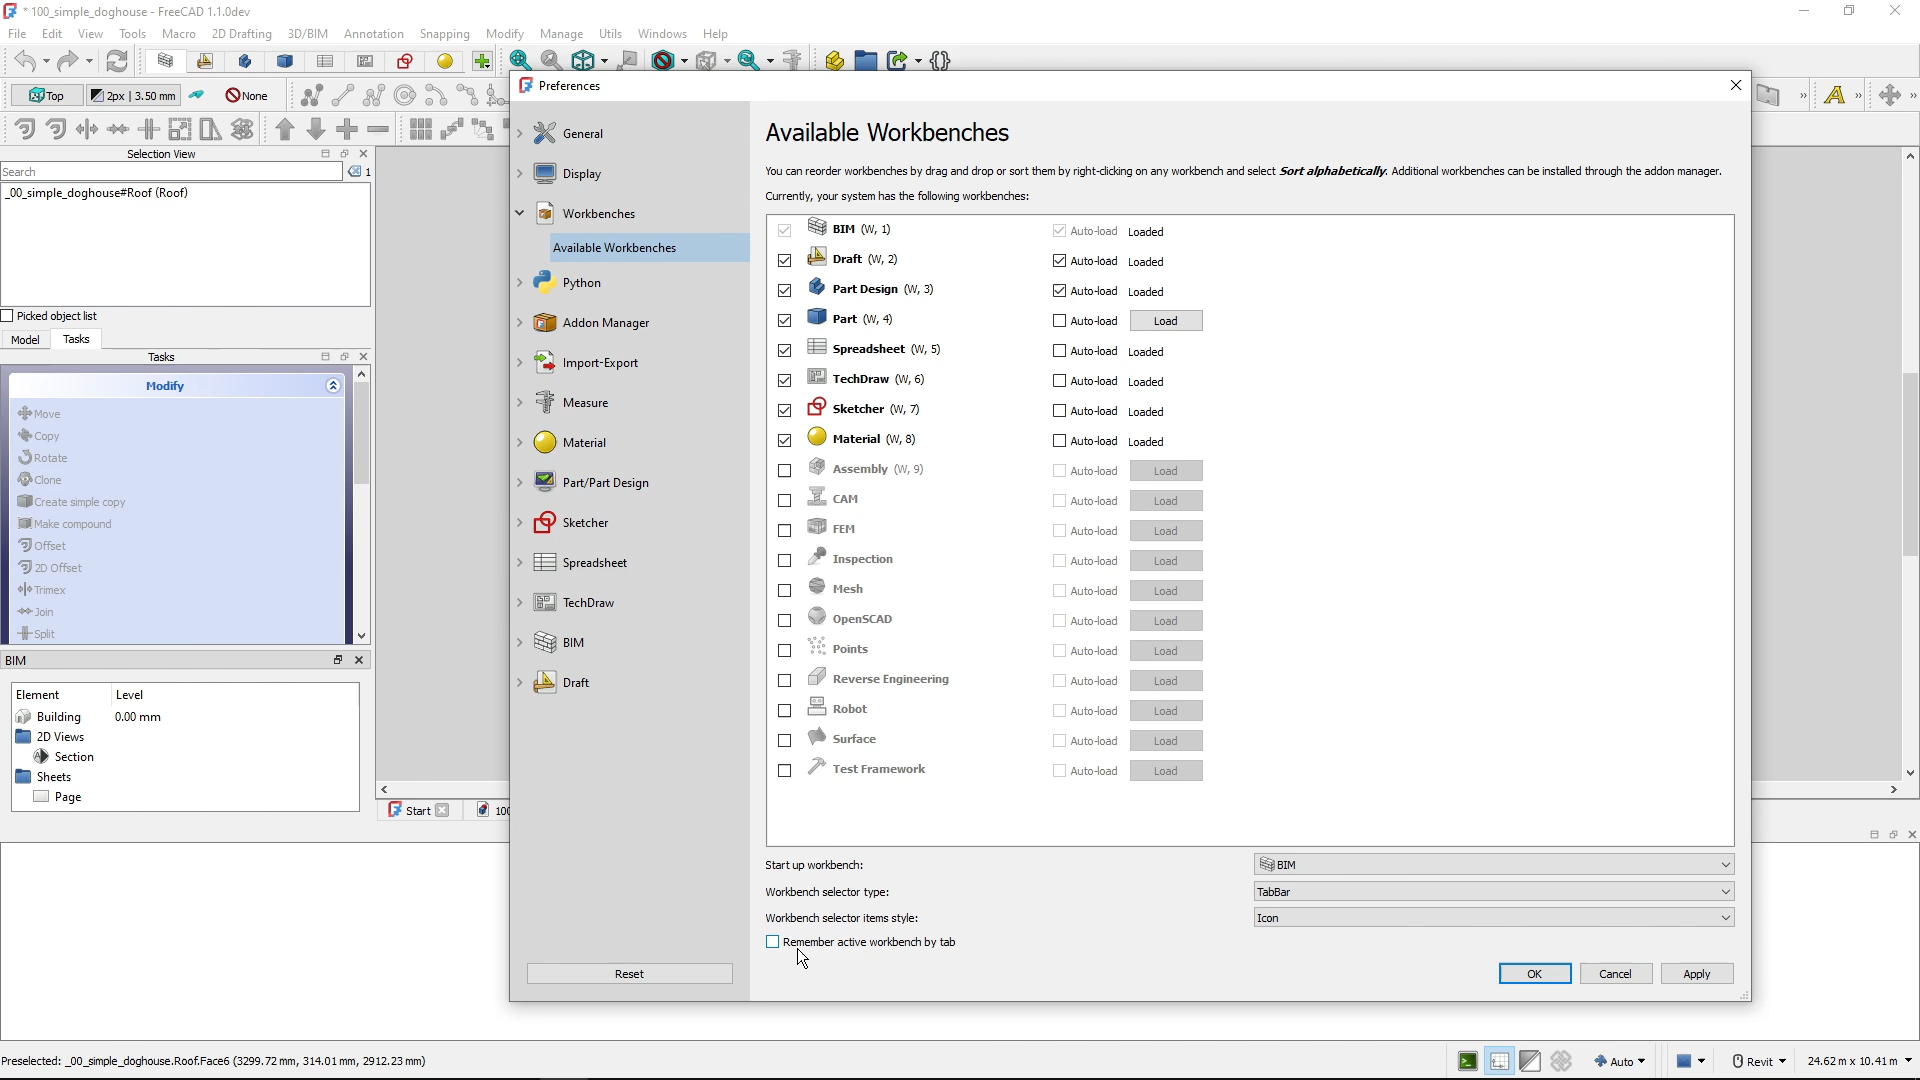 * 100_simple_doghouse - FreeCAD 1.1.0dev
File Edit View Tools Macro 2D Drafting 3D/BIM Annotation Snapping Modify Manage Utils Windows Help
Top 2px | 3.50 mm None
Selection View
Search
1
_00_simple_doghouse#Roof (Roof)
Picked object list
Model Tasks
Tasks
Modify
Move
Copy
Rotate
Clone
Create simple copy
Make compound
Offset
2D Offset
Trimex
Join
Split
BIM
Element Level
Building 0.00 mm
2D Views
Section
Sheets
Page
Start
100
Preferences
General
Display
Workbenches
Available Workbenches
Python
Addon Manager
Import-Export
Measure
Material
Part/Part Design
Sketcher
Spreadsheet
TechDraw
BIM
Draft
Reset
Available Workbenches
You can reorder workbenches by drag and drop or sort them by right-clicking on any workbench and select Sort alphabetically. Additional workbenches can be installed through the addon manager.
Currently, your system has the following workbenches:
BIM (W, 1) Auto-load Loaded
Draft (W, 2) Auto-load Loaded
Part Design (W, 3) Auto-load Loaded
Part (W, 4) Auto-load Load
Spreadsheet (W, 5) Auto-load Loaded
TechDraw (W, 6) Auto-load Loaded
Sketcher (W, 7) Auto-load Loaded
Material (W, 8) Auto-load Loaded
Assembly (W, 9) Auto-load Load
CAM Auto-load Load
FEM Auto-load Load
Inspection Auto-load Load
Mesh Auto-load Load
OpenSCAD Auto-load Load
Points Auto-load Load
Reverse Engineering Auto-load Load
Robot Auto-load Load
Surface Auto-load Load
Test Framework Auto-load Load
Start up workbench: BIM
Workbench selector type: TabBar
Workbench selector items style: Icon
Remember active workbench by tab
OK Cancel Apply
Preselected: _00_simple_doghouse.Roof.Face6 (3299.72 mm, 314.01 mm, 2912.23 mm)
Auto Revit 24.62 m x 10.41 m